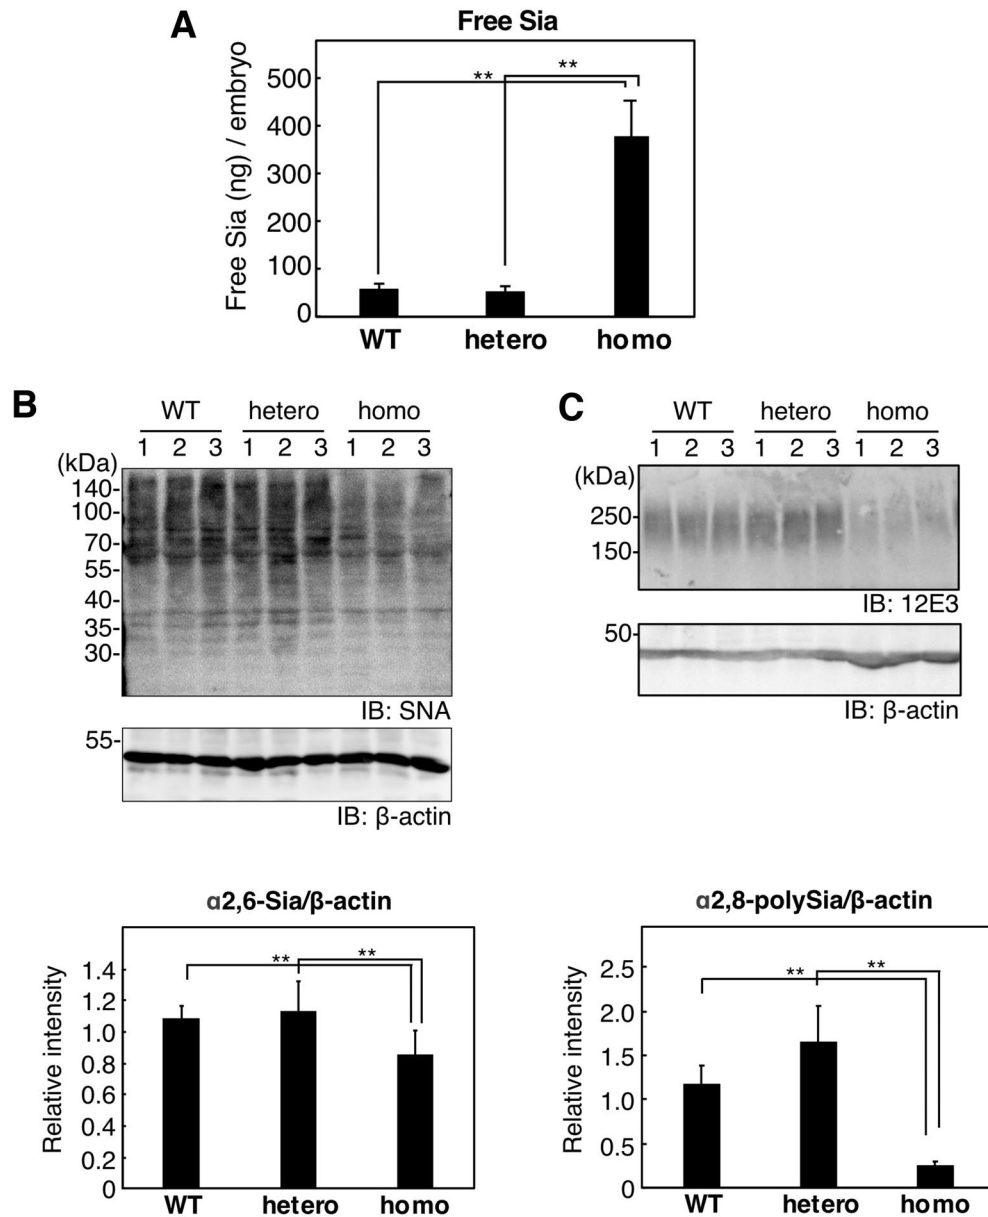 A
Free Sia
Free Sia (ng) / embryo
500
400
300
200
100
0
**
**
WT hetero homo
B
WT hetero homo
1 2 3 1 2 3 1 2 3
(kDa)
140-
100-
70-
55-
40-
35-
30-
IB: SNA
55-
IB: β-actin
α2,6-Sia/β-actin
Relative intensity
1.4
1.2
1.0
0.8
0.6
0.4
0.2
0
**
**
WT hetero homo
C
WT hetero homo
1 2 3 1 2 3 1 2 3
(kDa)
250-
150-
IB: 12E3
50-
IB: β-actin
α2,8-polySia/β-actin
Relative intensity
2.5
2.0
1.5
1.0
0.5
0
**
**
WT hetero homo